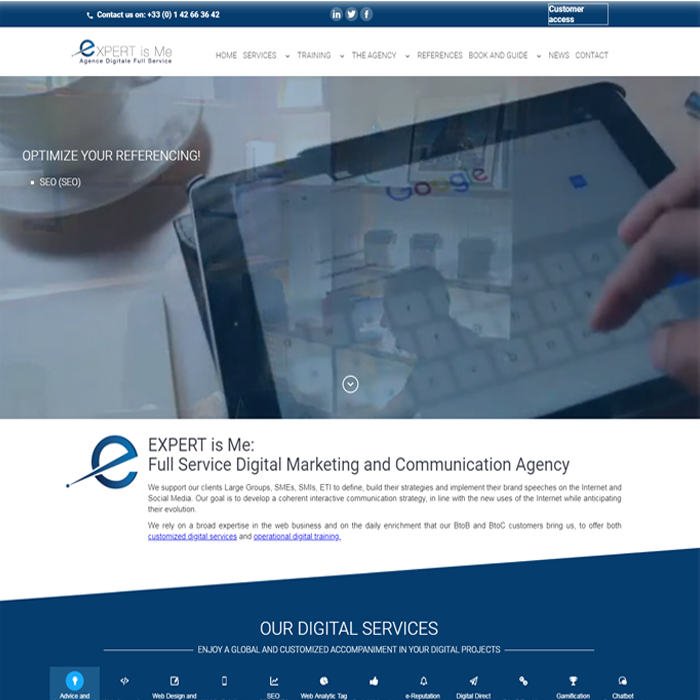 Contact us on: +33 (0) 1 42 66 36 42
Customer
access
eXPERT is Me
Agence Digitale Full Service
HOME SERVICES TRAINING THE AGENCY REFERENCES BOOK AND GUIDE NEWS CONTACT
OPTIMIZE YOUR REFERENCING!
SEO (SEO)
Google
EXPERT is Me:
Full Service Digital Marketing and Communication Agency
We support our clients Large Groups, SMEs, SMIs, ETI to define, build their strategies and implement their brand speeches on the Internet and
Social Media. Our goal is to develop a coherent interactive communication strategy, in line with the new uses of the Internet while anticipating
their evolution.
We rely on a broad expertise in the web business and on the daily enrichment that our BtoB and BtoC customers bring us, to offer both
customized digital services and operational digital training.
OUR DIGITAL SERVICES
ENJOY A GLOBAL AND CUSTOMIZED ACCOMPANIMENT IN YOUR DIGITAL PROJECTS
Advice and Web Design and SEO Web Analytic Tag e-Reputation Digital Direct Gamification Chatbot